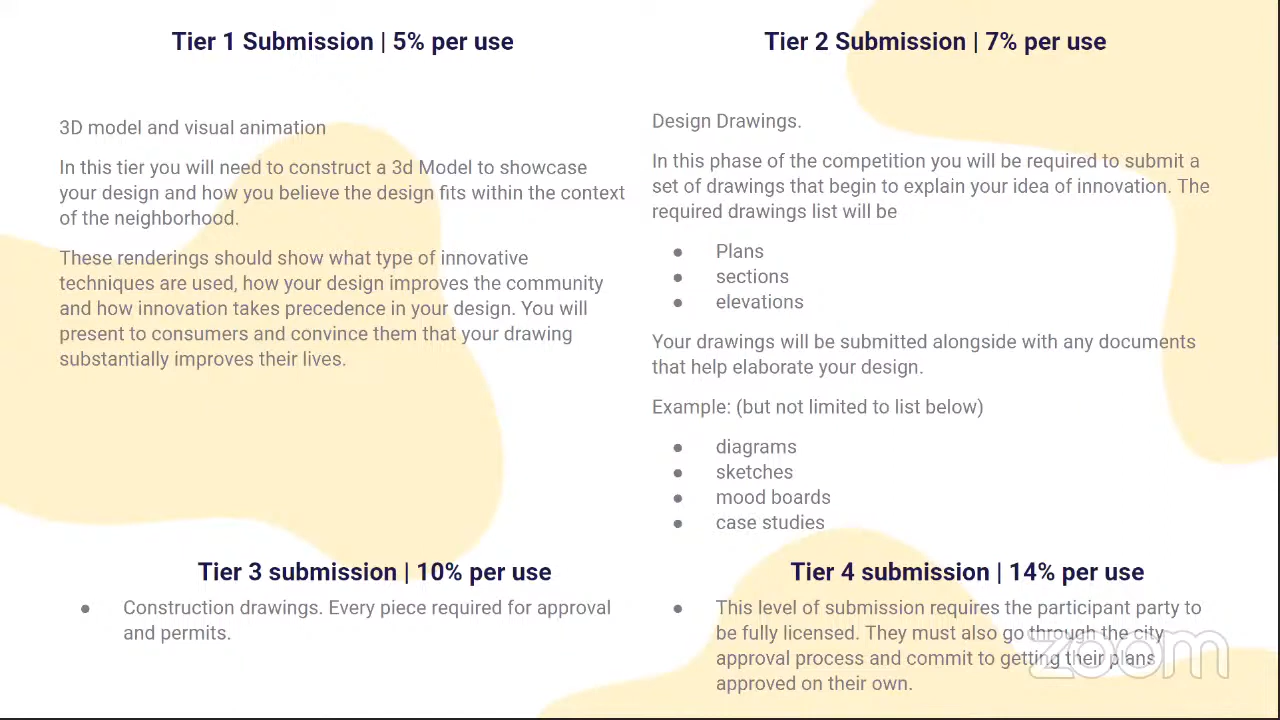 Tier 1 Submission | 5% per use
3D model and visual animation
In this tier you will need to construct a 3d Model to showcase
your design and how you believe the design fits within the context
of the neighborhood.
These renderings should show what type of innovative
techniques are used, how your design improves the community
and how innovation takes precedence in your design. You will
present to consumers and convince them that your drawing
substantially improves their lives.
Tier 2 Submission | 7% per use
Design Drawings.
In this phase of the competition you will be required to submit a
set of drawings that begin to explain your idea of innovation. The
required drawings list will be
● Plans
● sections
● elevations
Your drawings will be submitted alongside with any documents
that help elaborate your design.
Example: (but not limited to list below)
● diagrams
● sketches
● mood boards
● case studies
Tier 3 submission | 10% per use
● Construction drawings. Every piece required for approval
and permits.
Tier 4 submission | 14% per use
● This level of submission requires the participant party to
be fully licensed. They must also go through the city
approval process and commit to getting their plans
approved on their own.
zoom